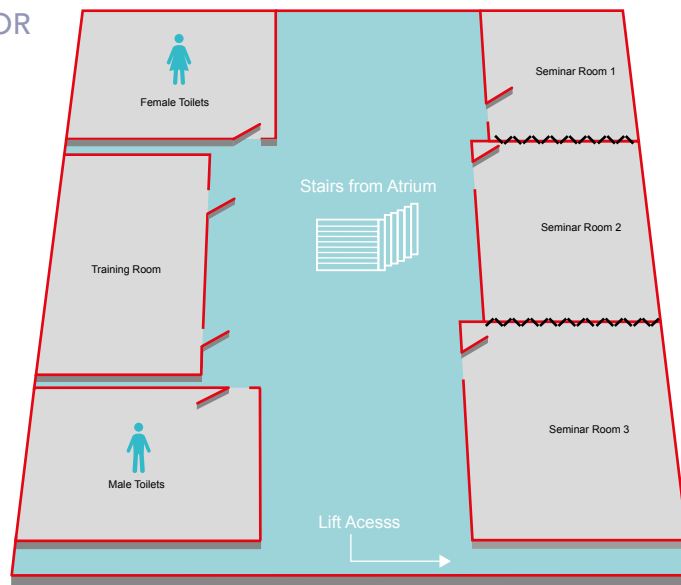 OR
Female Toilets
Seminar Room 1
Stairs from Atrium
Seminar Room 2
Training Room
Seminar Room 3
Male Toilets
Lift Acesss